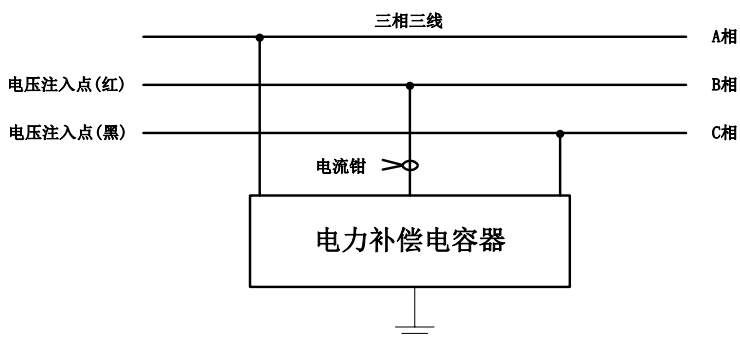 三相三线
A相
电压注入点(红)
B相
电压注入点(黑)
C相
电流钳
电力补偿电容器